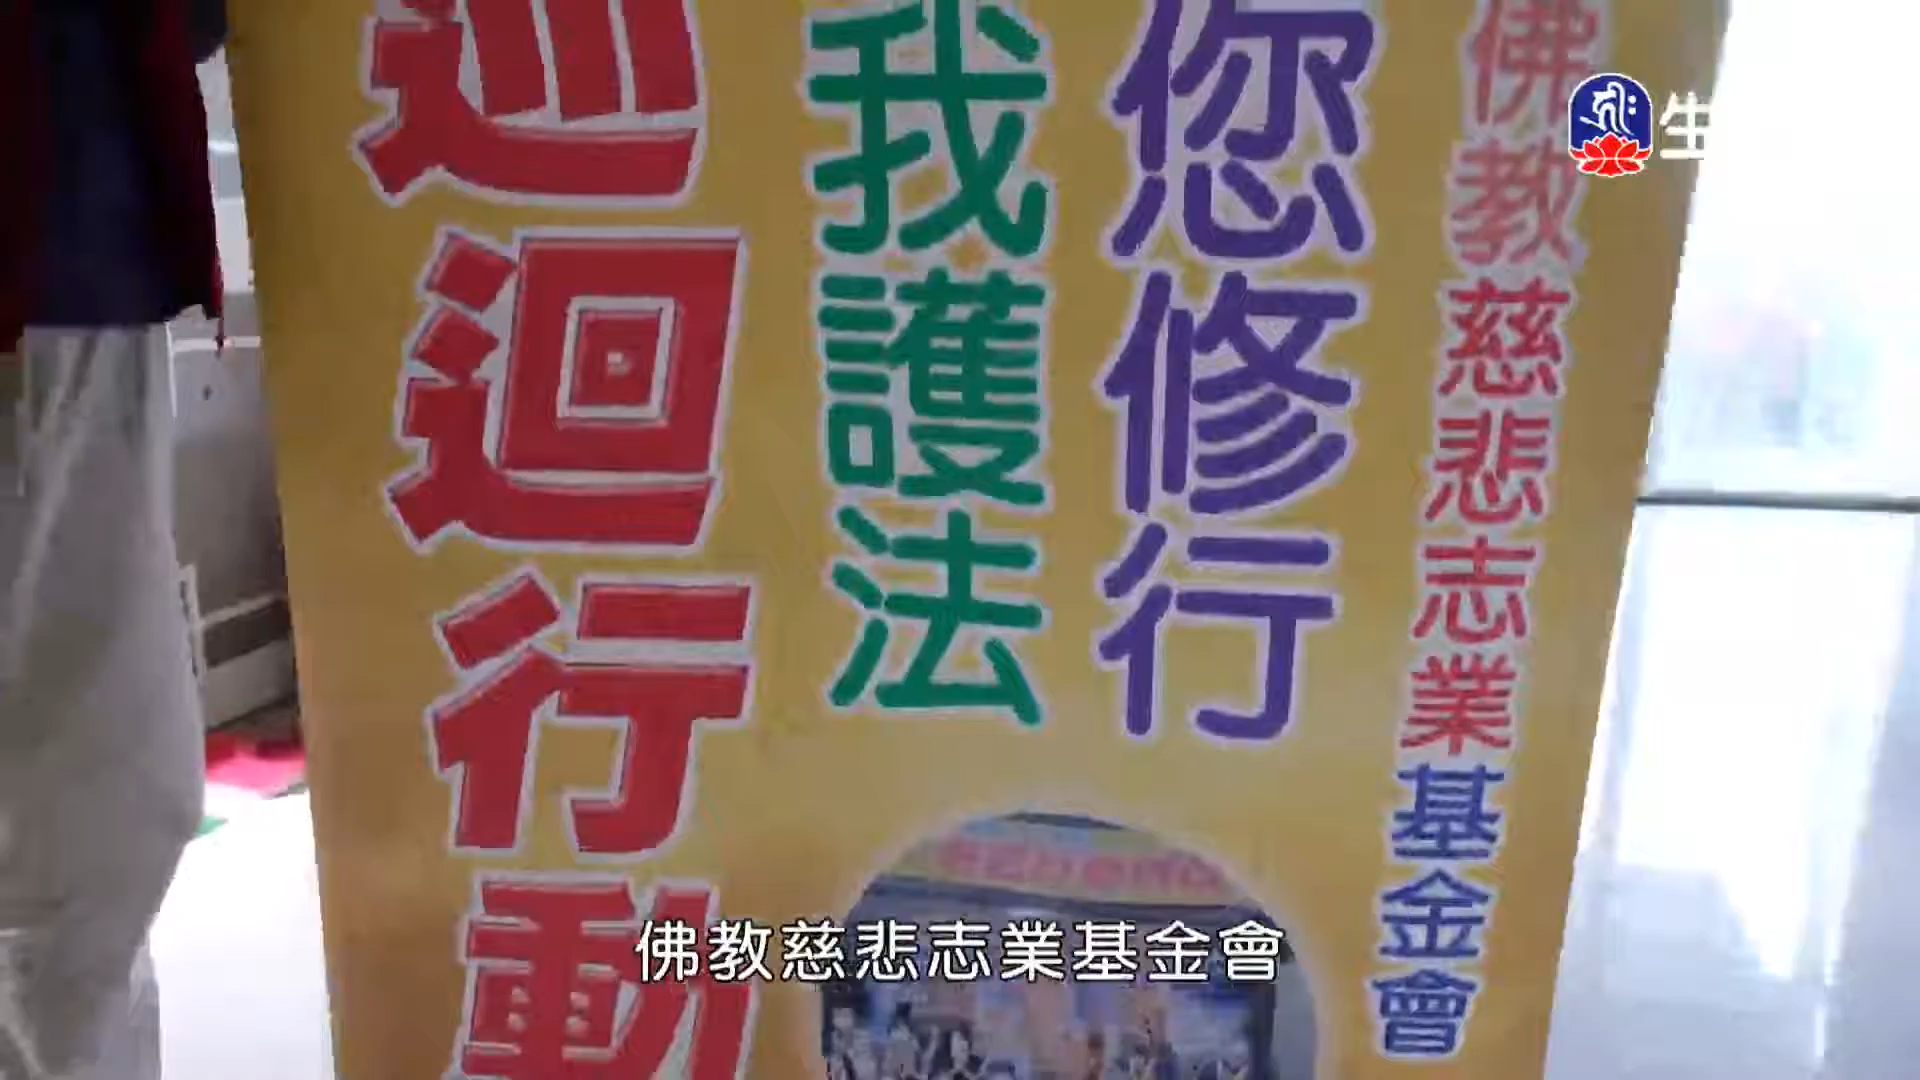 佛教慈悲志業基金會
您修行
我護法
巡迴行動
生
佛教慈悲志業基金會